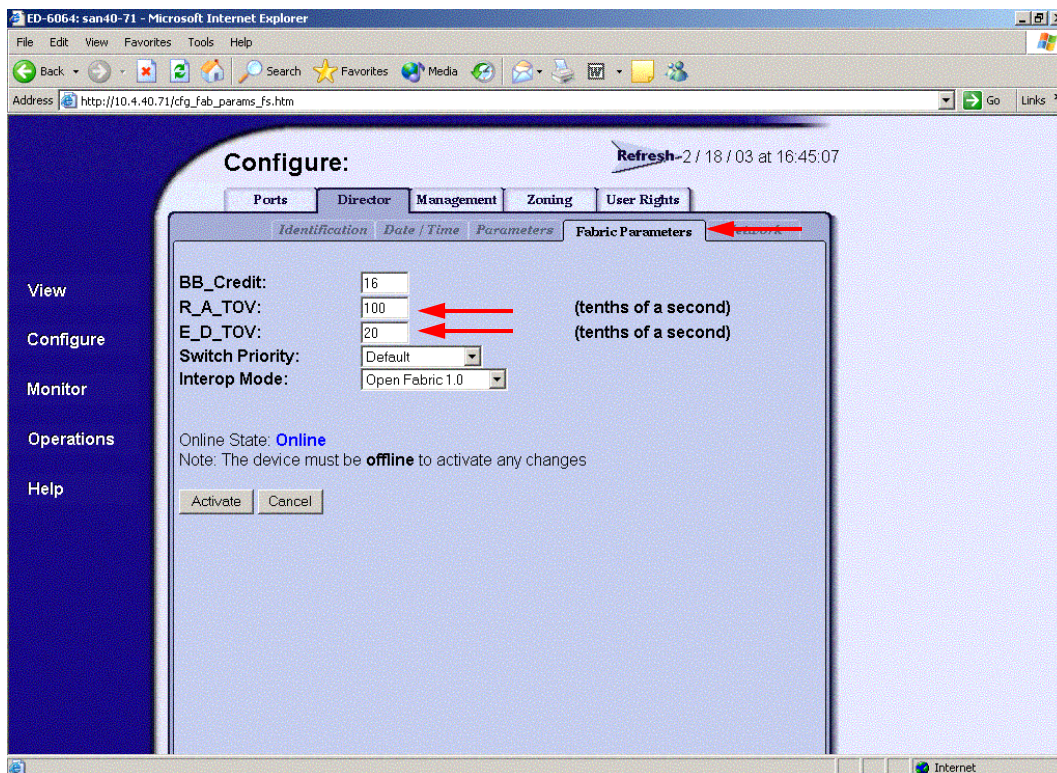 ED-6064: san40-71 - Microsoft Internet Explorer
File Edit View Favorites Tools Help
Back Search Favorites Media
Address http://10.4.40.71/cfg_fab_params_fs.htm Go Links
Configure: Refresh 2 / 18 / 03 at 16:45:07
Ports Director Management Zoning User Rights
Identification Date / Time Parameters Fabric Parameters
View
Configure
Monitor
Operations
Help
BB_Credit: 16
R_A_TOV: 100 (tenths of a second)
E_D_TOV: 20 (tenths of a second)
Switch Priority: Default
Interop Mode: Open Fabric 1.0
Online State: Online
Note: The device must be offline to activate any changes
Activate Cancel
Internet